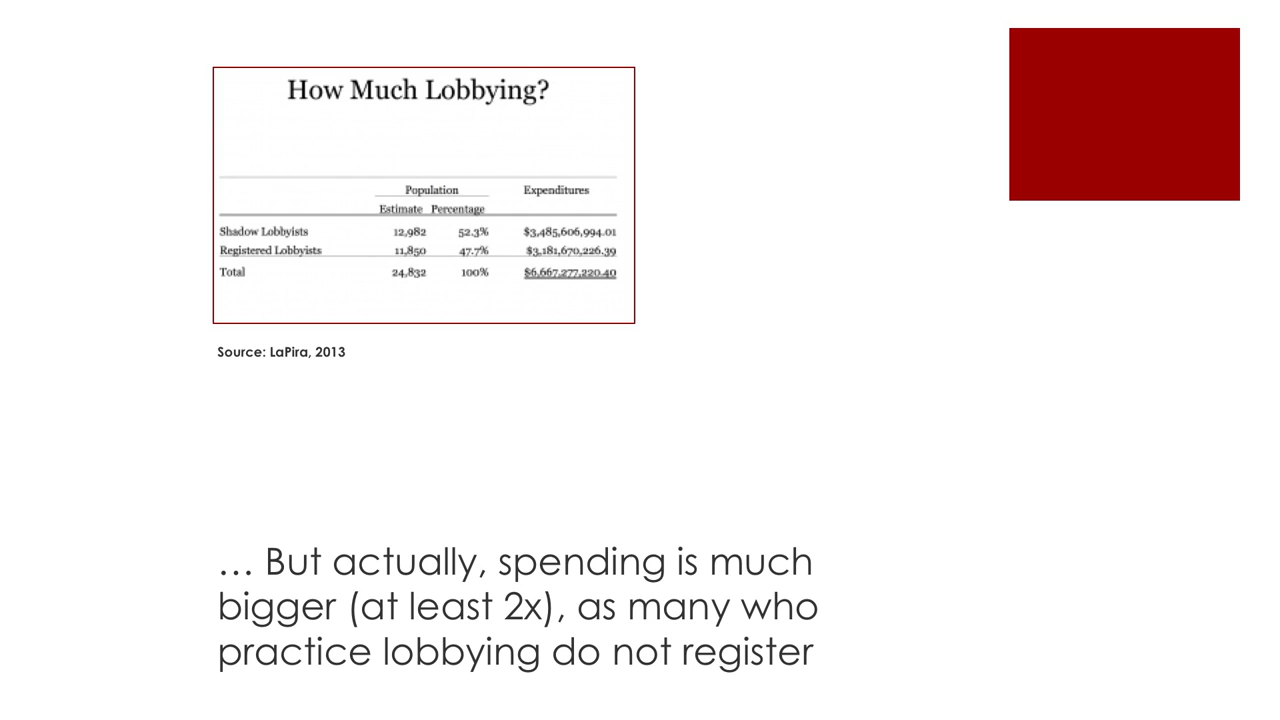 How Much Lobbying?
Population Expenditures
Estimate Percentage
Shadow Lobbyists 12,982 52.3% $3,485,606,994.01
Registered Lobbyists 11,850 47.7% $3,181,670,226.39
Total 24,832 100% $6,667,277,220.40
Source: LaPira, 2013
… But actually, spending is much
bigger (at least 2x), as many who
practice lobbying do not register